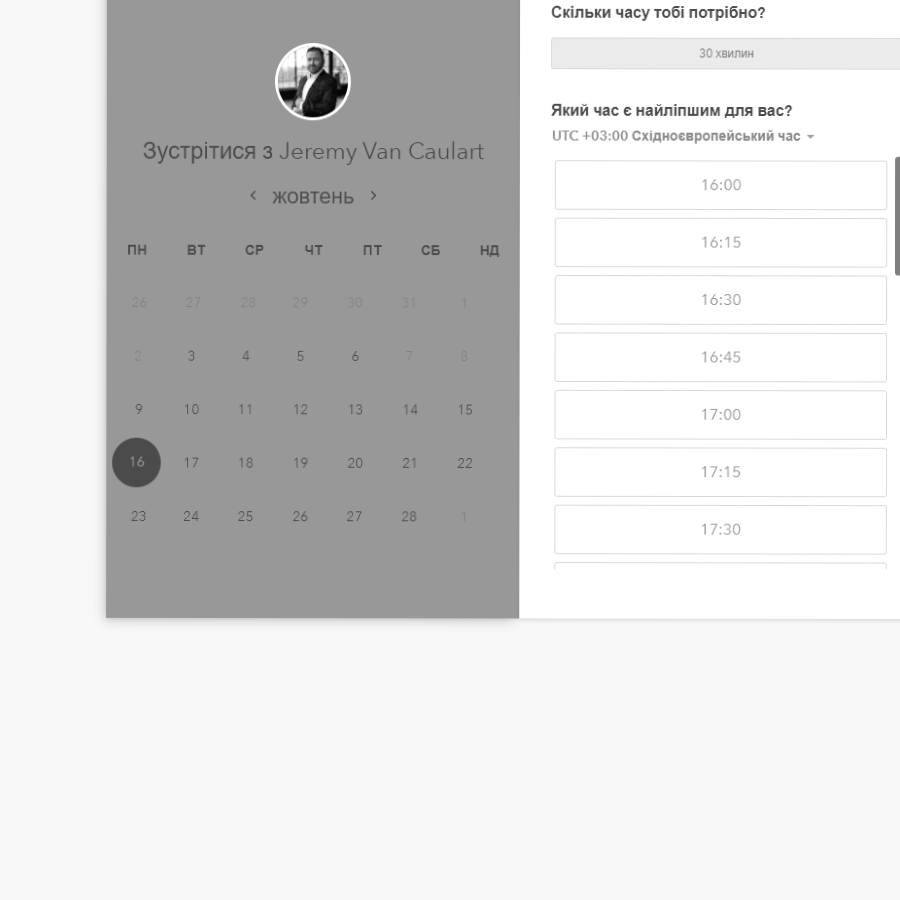 Зустрітися з Jeremy Van Caulart
жовтень
ПН ВТ СР ЧТ ПТ СБ НД
26 27 28 29 30 31 1
2 3 4 5 6 7 8
9 10 11 12 13 14 15
16 17 18 19 20 21 22
23 24 25 26 27 28 1
Скільки часу тобі потрібно?
30 хвилин
Який час є найліпшим для вас?
UTC +03:00 Східноєвропейський час
16:00
16:15
16:30
16:45
17:00
17:15
17:30